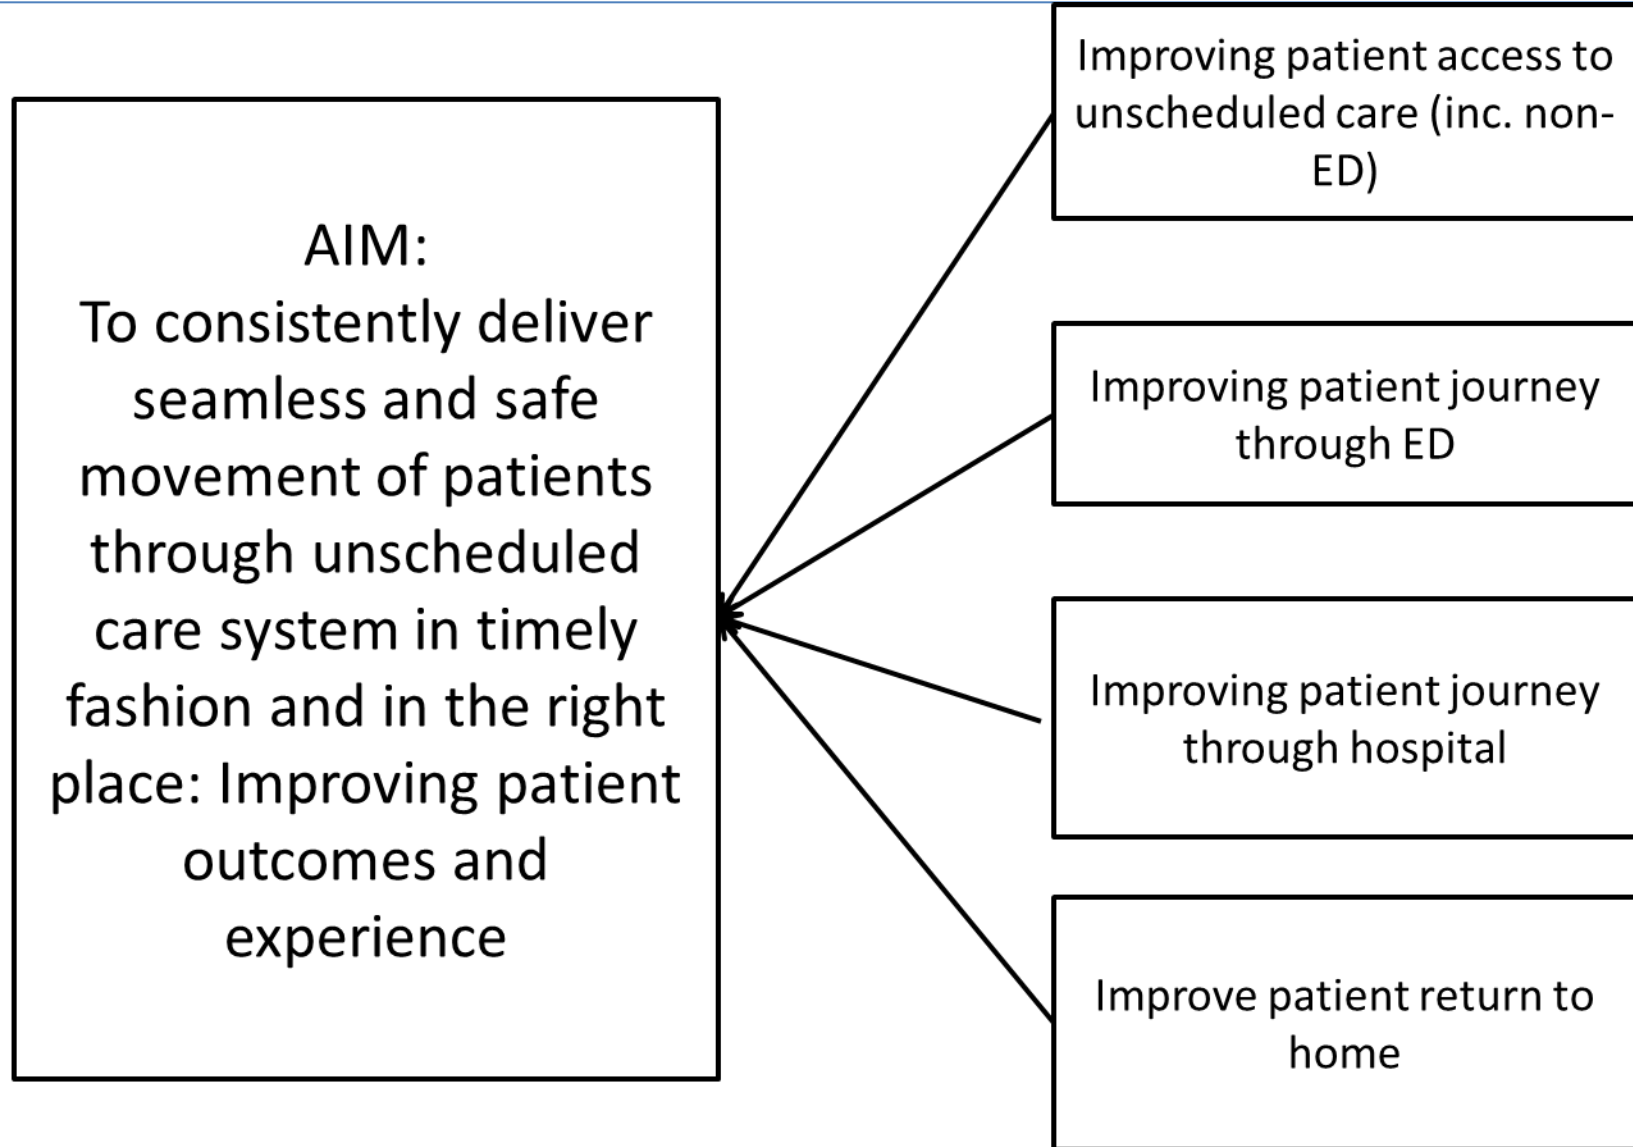 AIM:
To consistently deliver
seamless and safe
movement of patients
through unscheduled
care system in timely
fashion and in the right
place: Improving patient
outcomes and
experience
Improving patient access to
unscheduled care (inc. non-
ED)
Improving patient journey
through ED
Improving patient journey
through hospital
Improve patient return to
home